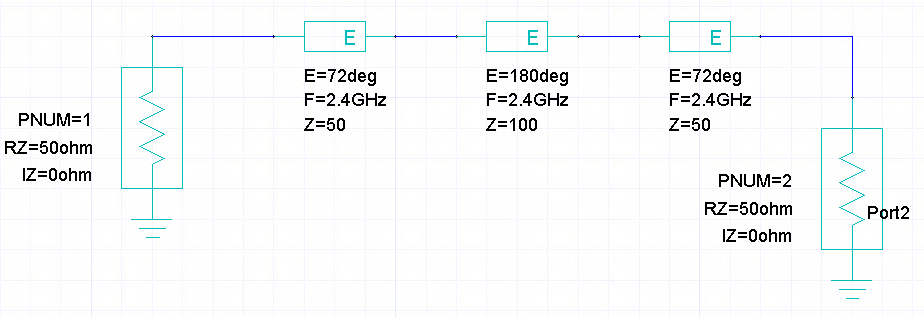 E
E
E
E=72deg
F=2.4GHz
Z=50
E=180deg
F=2.4GHz
Z=100
E=72deg
F=2.4GHz
Z=50
PNUM=1
RZ=50ohm
IZ=0ohm
PNUM=2
RZ=50ohm
IZ=0ohm
Port2